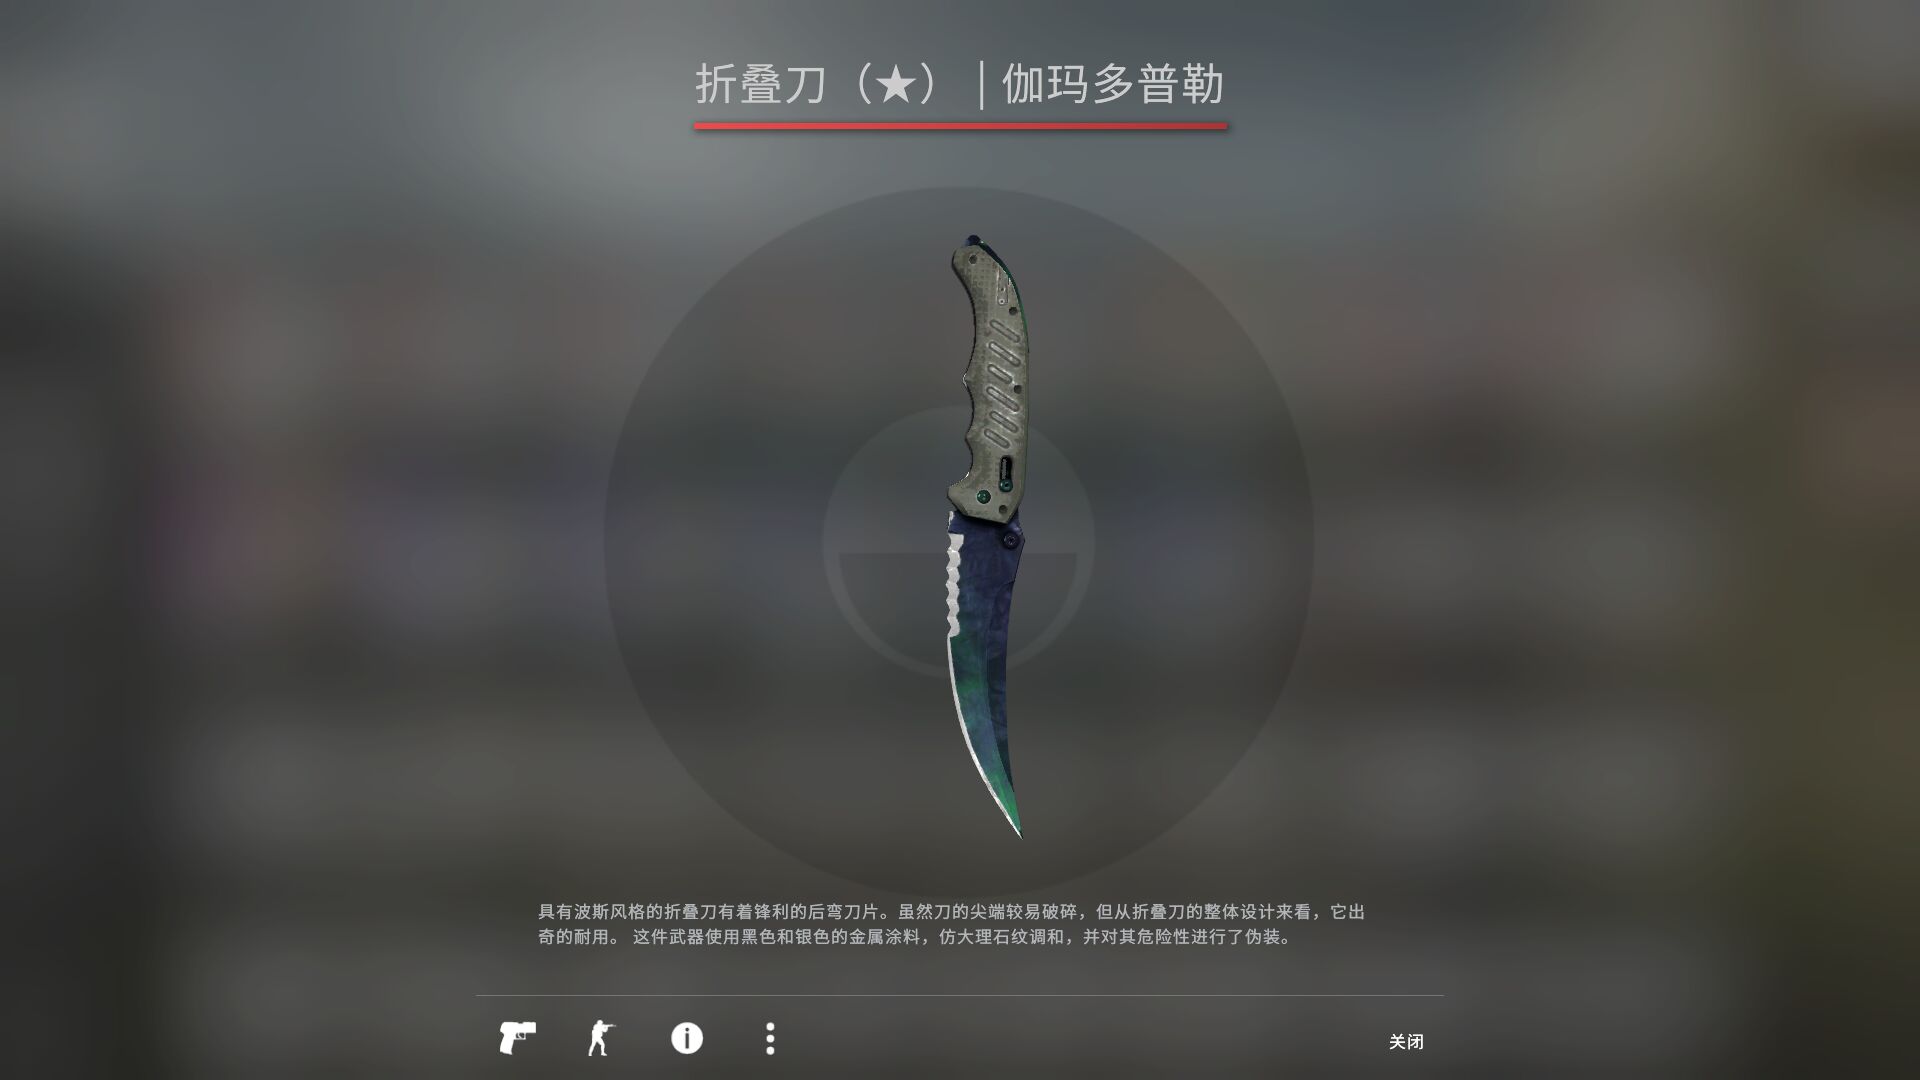 折叠刀（★） | 伽玛多普勒
具有波斯风格的折叠刀有着锋利的后弯刀片。虽然刀的尖端较易破碎，但从折叠刀的整体设计来看，它出
奇的耐用。 这件武器使用黑色和银色的金属涂料，仿大理石纹调和，并对其危险性进行了伪装。
关闭